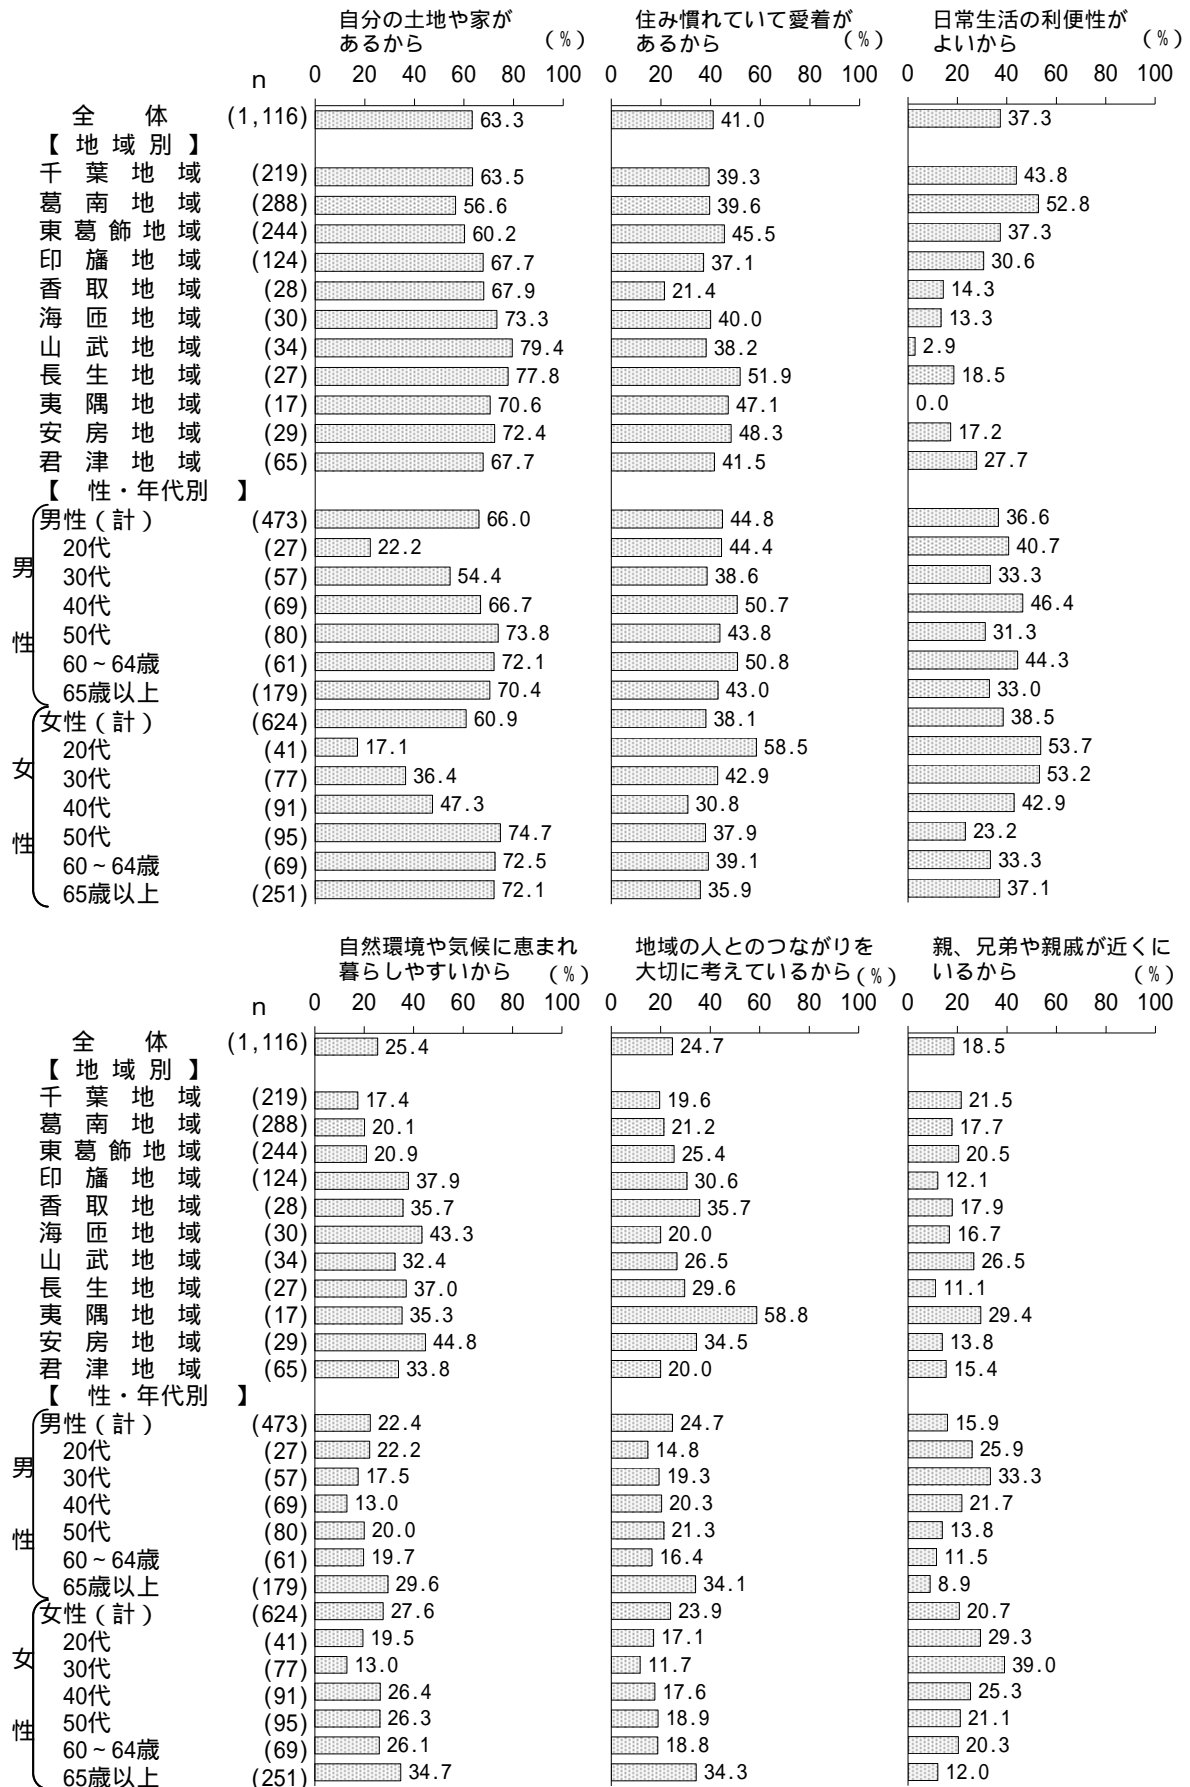 自分の土地や家が
あるから (%)
住み慣れていて愛着が
あるから (%)
日常生活の利便性が
よいから (%)
n 0 20 40 60 80 100 0 20 40 60 80 100 0 20 40 60 80 100
全 体 (1,116) 63.3 41.0 37.3
【 地 域 別 】
千 葉 地 域 (219) 63.5 39.3 43.8
葛 南 地 域 (288) 56.6 39.6 52.8
東 葛 飾 地 域 (244) 60.2 45.5 37.3
印 旛 地 域 (124) 67.7 37.1 30.6
香 取 地 域 (28) 67.9 21.4 14.3
海 匝 地 域 (30) 73.3 40.0 13.3
山 武 地 域 (34) 79.4 38.2 2.9
長 生 地 域 (27) 77.8 51.9 18.5
夷 隅 地 域 (17) 70.6 47.1 0.0
安 房 地 域 (29) 72.4 48.3 17.2
君 津 地 域 (65) 67.7 41.5 27.7
【 性・年代別 】
男性
男性(計) (473) 66.0 44.8 36.6
20代 (27) 22.2 44.4 40.7
30代 (57) 54.4 38.6 33.3
40代 (69) 66.7 50.7 46.4
50代 (80) 73.8 43.8 31.3
60~64歳 (61) 72.1 50.8 44.3
65歳以上 (179) 70.4 43.0 33.0
女性
女性(計) (624) 60.9 38.1 38.5
20代 (41) 17.1 58.5 53.7
30代 (77) 36.4 42.9 53.2
40代 (91) 47.3 30.8 42.9
50代 (95) 74.7 37.9 23.2
60~64歳 (69) 72.5 39.1 33.3
65歳以上 (251) 72.1 35.9 37.1
自然環境や気候に恵まれ
暮らしやすいから (%)
地域の人とのつながりを
大切に考えているから (%)
親、兄弟や親戚が近くに
いるから (%)
n 0 20 40 60 80 100 0 20 40 60 80 100 0 20 40 60 80 100
全 体 (1,116) 25.4 24.7 18.5
【 地 域 別 】
千 葉 地 域 (219) 17.4 19.6 21.5
葛 南 地 域 (288) 20.1 21.2 17.7
東 葛 飾 地 域 (244) 20.9 25.4 20.5
印 旛 地 域 (124) 37.9 30.6 12.1
香 取 地 域 (28) 35.7 35.7 17.9
海 匝 地 域 (30) 43.3 20.0 16.7
山 武 地 域 (34) 32.4 26.5 26.5
長 生 地 域 (27) 37.0 29.6 11.1
夷 隅 地 域 (17) 35.3 58.8 29.4
安 房 地 域 (29) 44.8 34.5 13.8
君 津 地 域 (65) 33.8 20.0 15.4
【 性・年代別 】
男性
男性(計) (473) 22.4 24.7 15.9
20代 (27) 22.2 14.8 25.9
30代 (57) 17.5 19.3 33.3
40代 (69) 13.0 20.3 21.7
50代 (80) 20.0 21.3 13.8
60~64歳 (61) 19.7 16.4 11.5
65歳以上 (179) 29.6 34.1 8.9
女性
女性(計) (624) 27.6 23.9 20.7
20代 (41) 19.5 17.1 29.3
30代 (77) 13.0 11.7 39.0
40代 (91) 26.4 17.6 25.3
50代 (95) 26.3 18.9 21.1
60~64歳 (69) 26.1 18.8 20.3
65歳以上 (251) 34.7 34.3 12.0